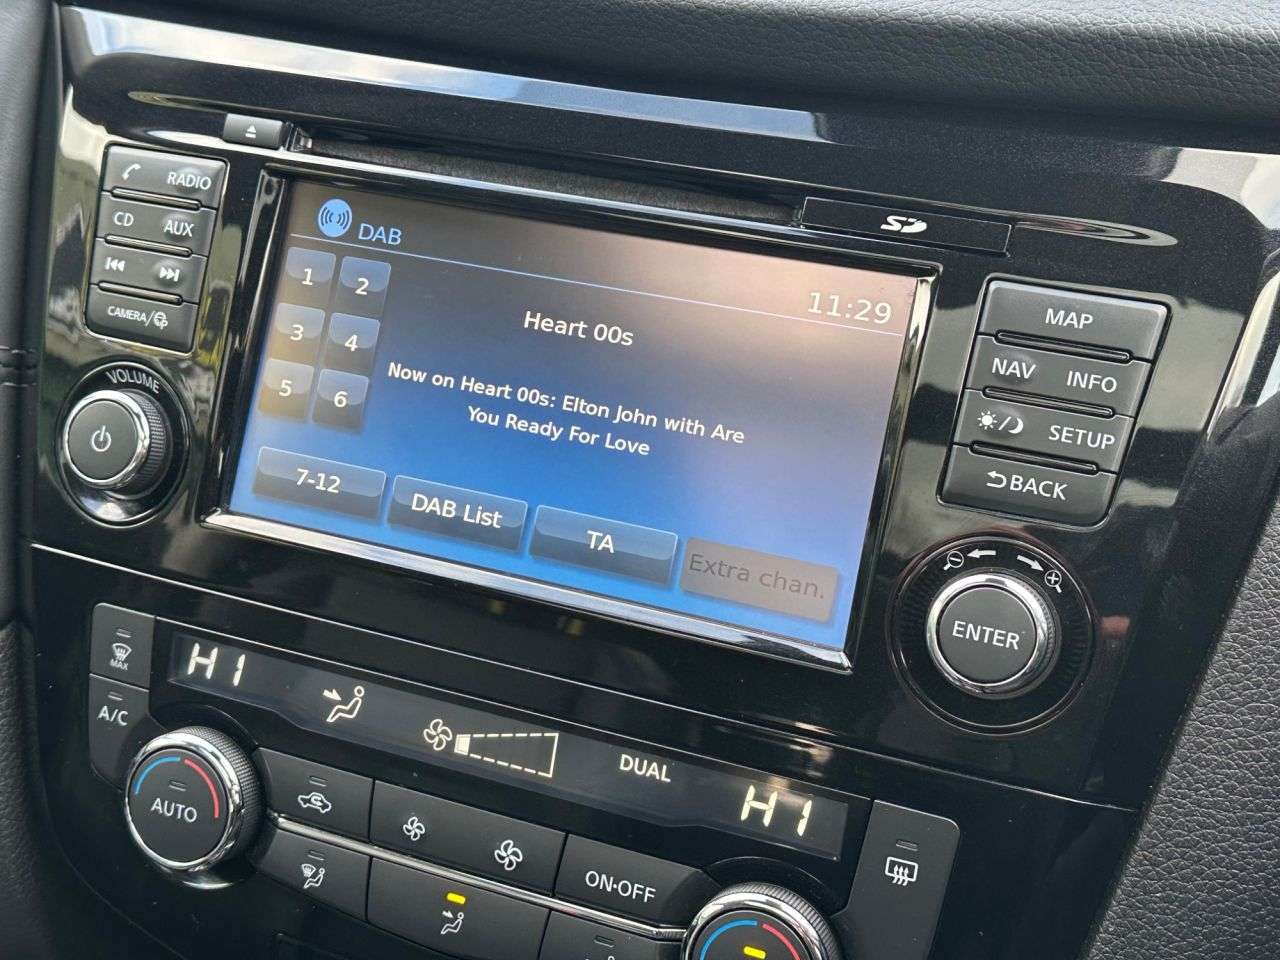 RADIO
CD AUX
CAMERA/
VOLUME
DAB
11:29
1 2
3 4
5 6
Heart 00s
Now on Heart 00s: Elton John with Are
You Ready For Love
7-12 DAB List TA Extra chan.
SD
MAP
NAV INFO
SETUP
BACK
ENTER
MAX
A/C
HI
DUAL
HI
AUTO
ON·OFF